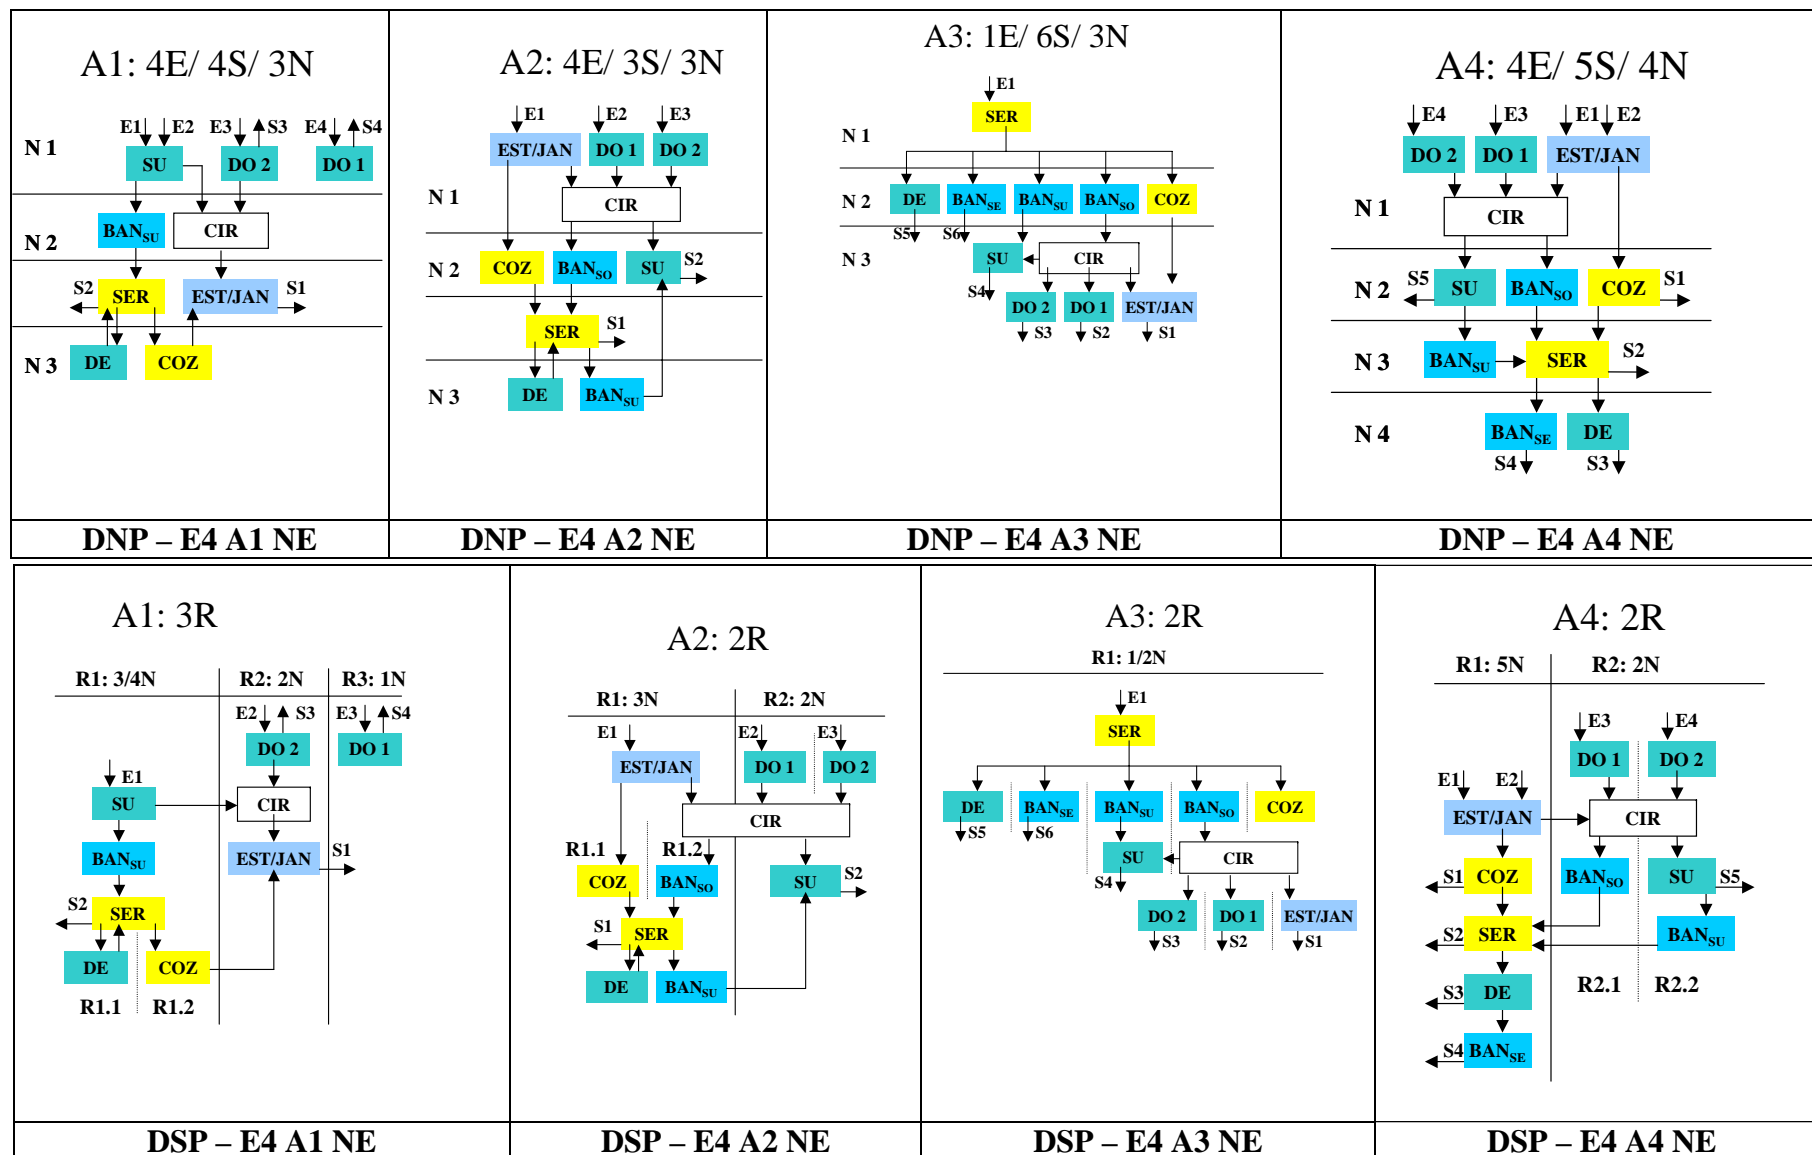 A1: 4E/ 4S/ 3N
E1 E2 E3 S3 E4 S4
N 1
SU DO 2 DO 1
BANSU CIR
N 2
S2 SER EST/JAN S1
N 3 DE COZ
DNP – E4 A1 NE
A2: 4E/ 3S/ 3N
E1 E2 E3
EST/JAN DO 1 DO 2
N 1 CIR
N 2 COZ BANSO SU S2
SER S1
N 3 DE BANSU
DNP – E4 A2 NE
A3: 1E/ 6S/ 3N
E1
SER
N 1
N 2 DE BANSE BANSU BANSO COZ
S5 S6
N 3 SU CIR
S4
DO 2 DO 1 EST/JAN
S3 S2 S1
DNP – E4 A3 NE
A4: 4E/ 5S/ 4N
E4 E3 E1 E2
DO 2 DO 1 EST/JAN
N 1 CIR
N 2 S5 SU BANSO COZ S1
N 3 BANSU SER S2
N 4 BANSE DE
S4 S3
DNP – E4 A4 NE
A1: 3R
R1: 3/4N R2: 2N R3: 1N
E2 S3 E3 S4
DO 2 DO 1
E1
SU CIR
BANSU EST/JAN S1
S2 SER
DE COZ
R1.1 R1.2
DSP – E4 A1 NE
A2: 2R
R1: 3N R2: 2N
E1 E2 E3
EST/JAN DO 1 DO 2
CIR
R1.1 R1.2
COZ BANSO SU S2
S1 SER
DE BANSU
DSP – E4 A2 NE
A3: 2R
R1: 1/2N
E1
SER
DE BANSE BANSU BANSO COZ
S5 S6
SU CIR
S4
DO 2 DO 1 EST/JAN
S3 S2 S1
DSP – E4 A3 NE
A4: 2R
R1: 5N R2: 2N
E3 E4
DO 1 DO 2
E1 E2
EST/JAN CIR
S1 COZ BANSO SU S5
S2 SER BANSU
S3 DE R2.1 R2.2
S4 BANSE
DSP – E4 A4 NE